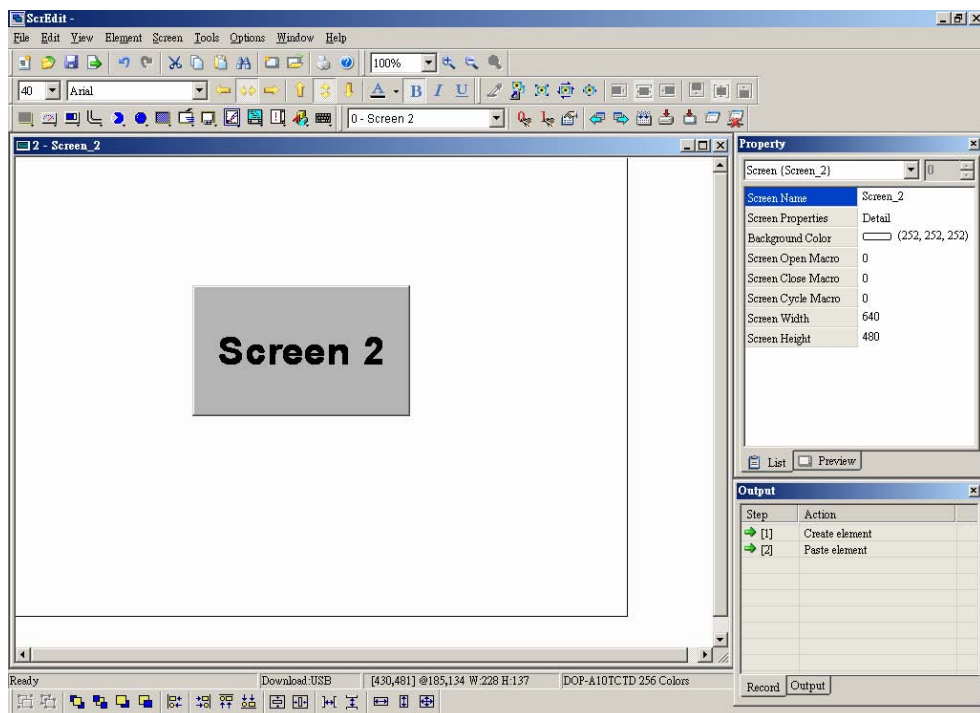 ScrEdit -
File Edit View Element Screen Tools Options Window Help
100%
40 Arial A B I U
0 - Screen 2
2 - Screen_2
Screen 2
Property
Screen {Screen_2} 0
Screen Name Screen_2
Screen Properties Detail
Background Color (252, 252, 252)
Screen Open Macro 0
Screen Close Macro 0
Screen Cycle Macro 0
Screen Width 640
Screen Height 480
List Preview
Output
Step Action
[1] Create element
[2] Paste element
Record Output
Ready Download:USB [430,481] @185,134 W:228 H:137 DOP-A10TCTD 256 Colors